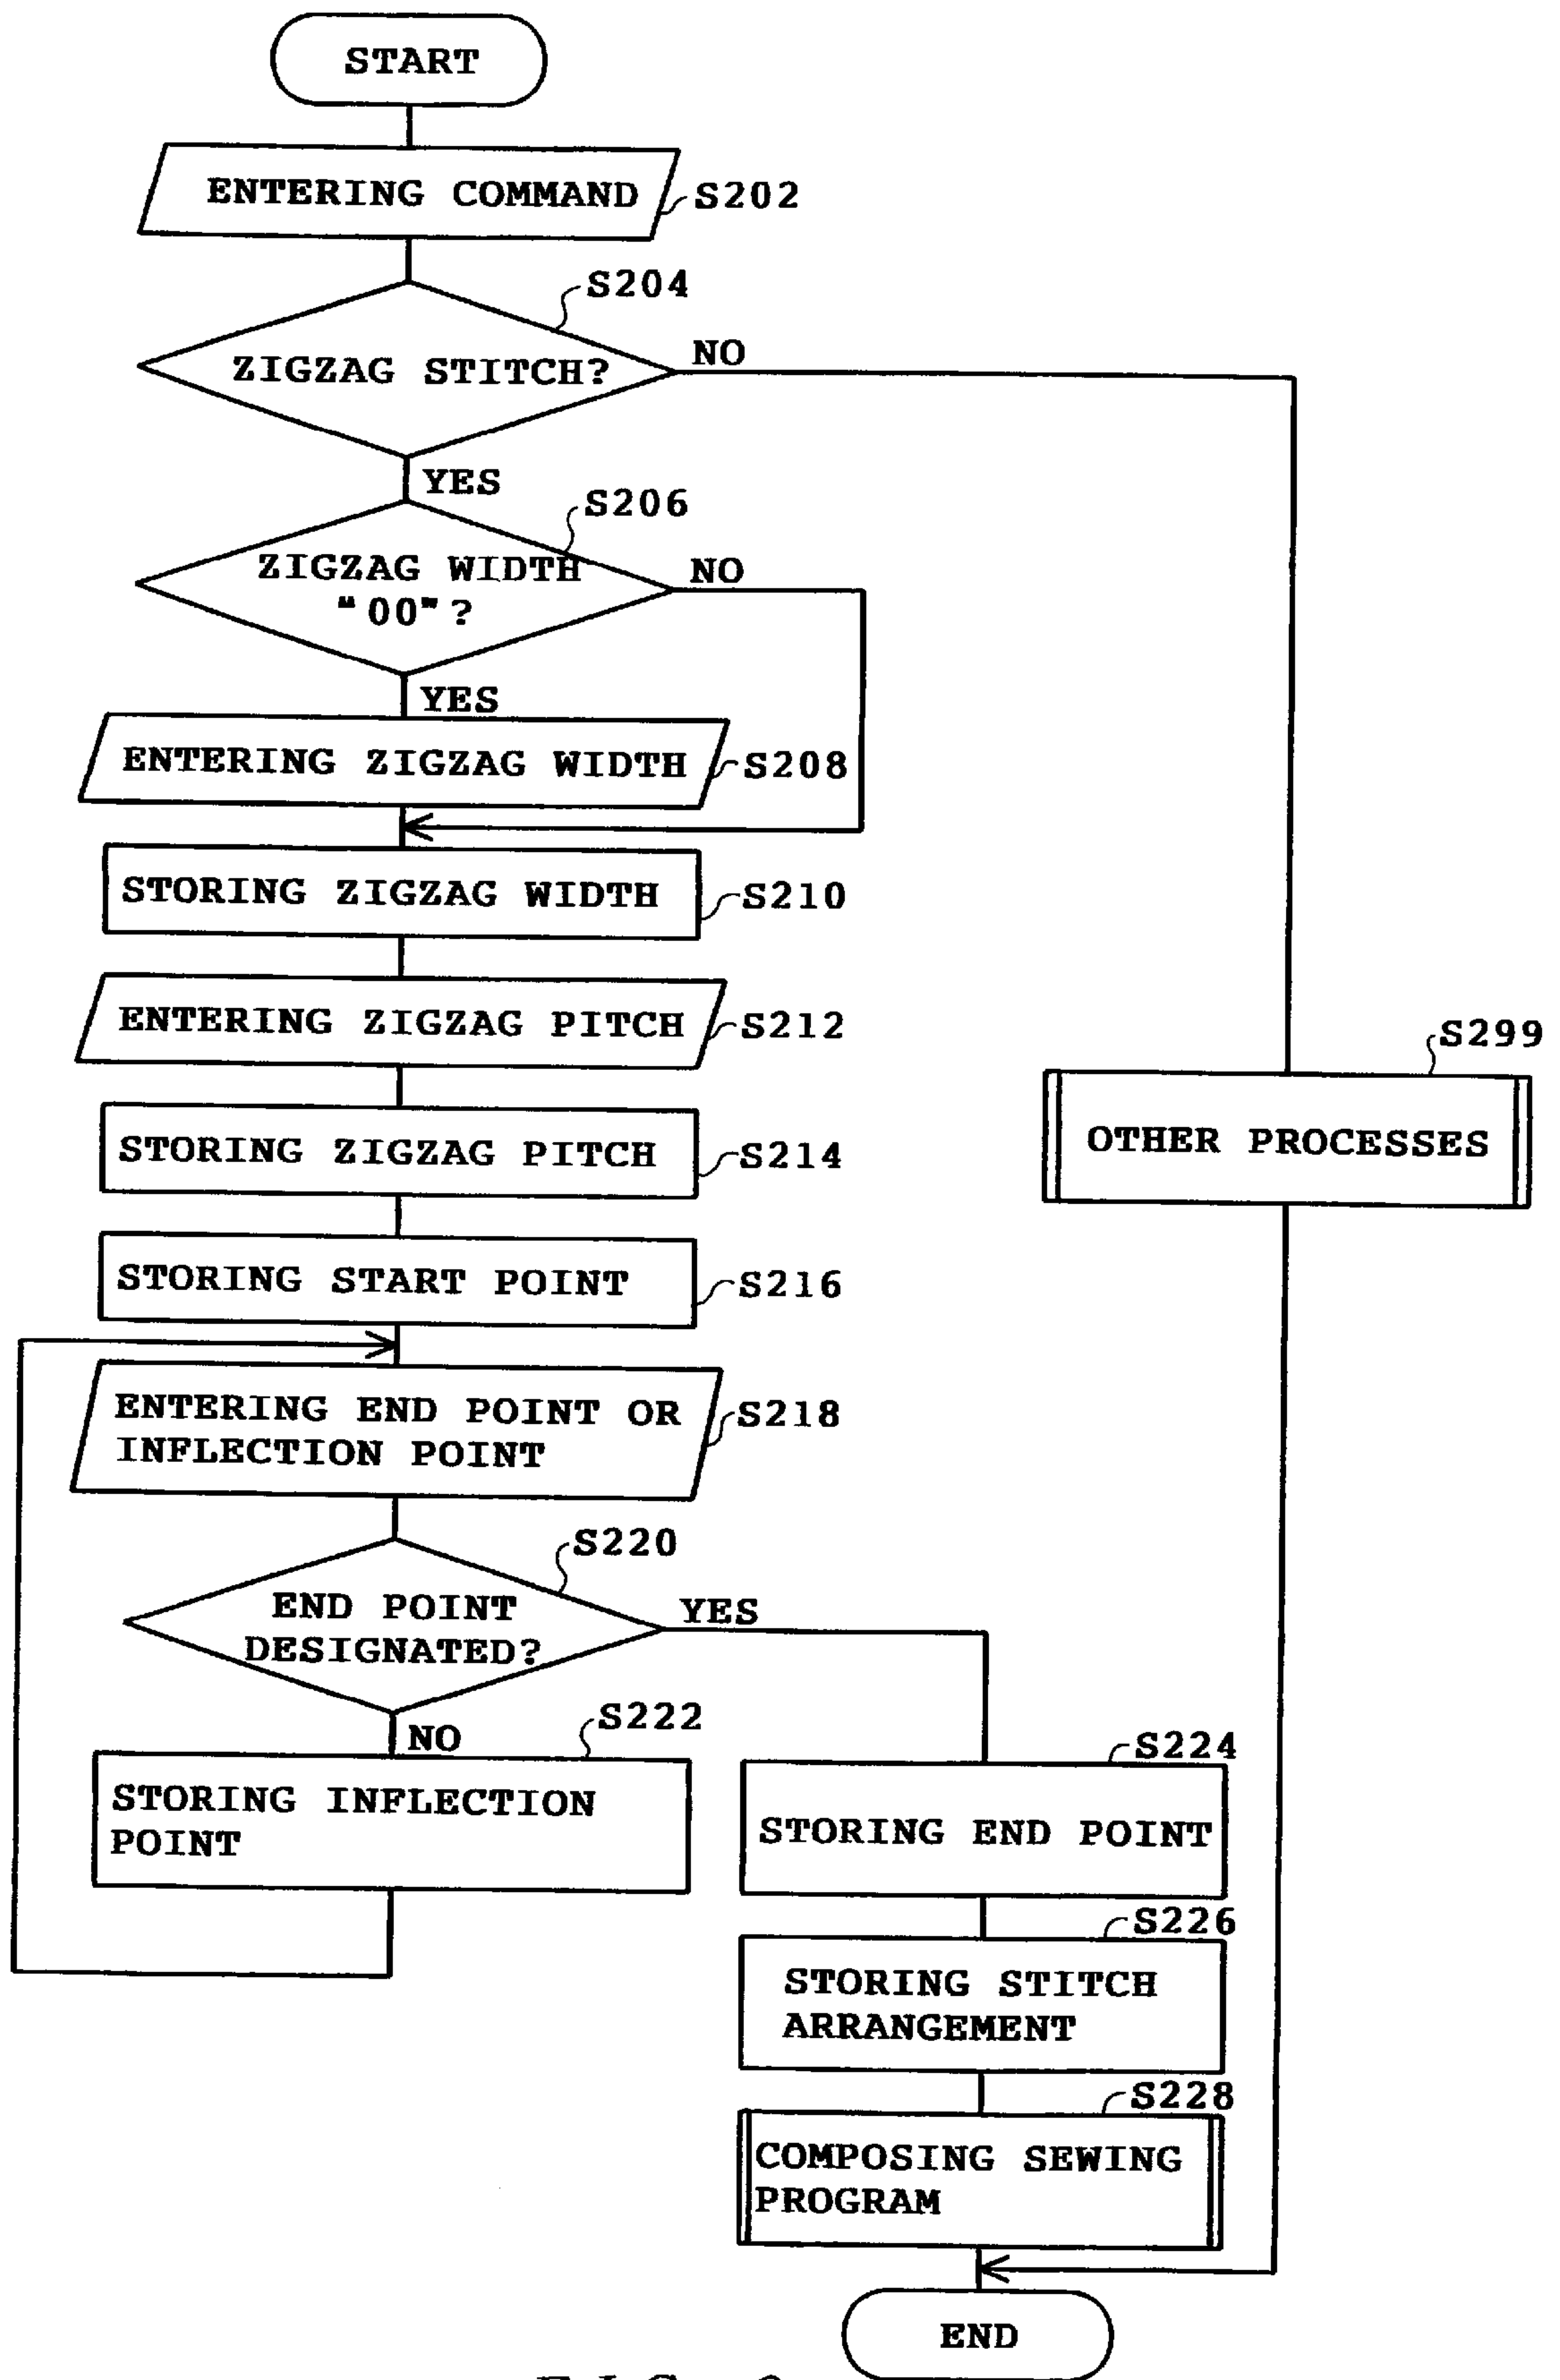 START
ENTERING COMMAND
S202
S204
ZIGZAG STITCH?
NO
YES
S206
ZIGZAG WIDTH
"00"?
NO
YES
ENTERING ZIGZAG WIDTH
S208
STORING ZIGZAG WIDTH
S210
ENTERING ZIGZAG PITCH
S212
S299
OTHER PROCESSES
STORING ZIGZAG PITCH
S214
STORING START POINT
S216
ENTERING END POINT OR
INFLECTION POINT
S218
S220
END POINT
DESIGNATED?
YES
NO
S222
STORING INFLECTION
POINT
S224
STORING END POINT
S226
STORING STITCH
ARRANGEMENT
S228
COMPOSING SEWING
PROGRAM
END